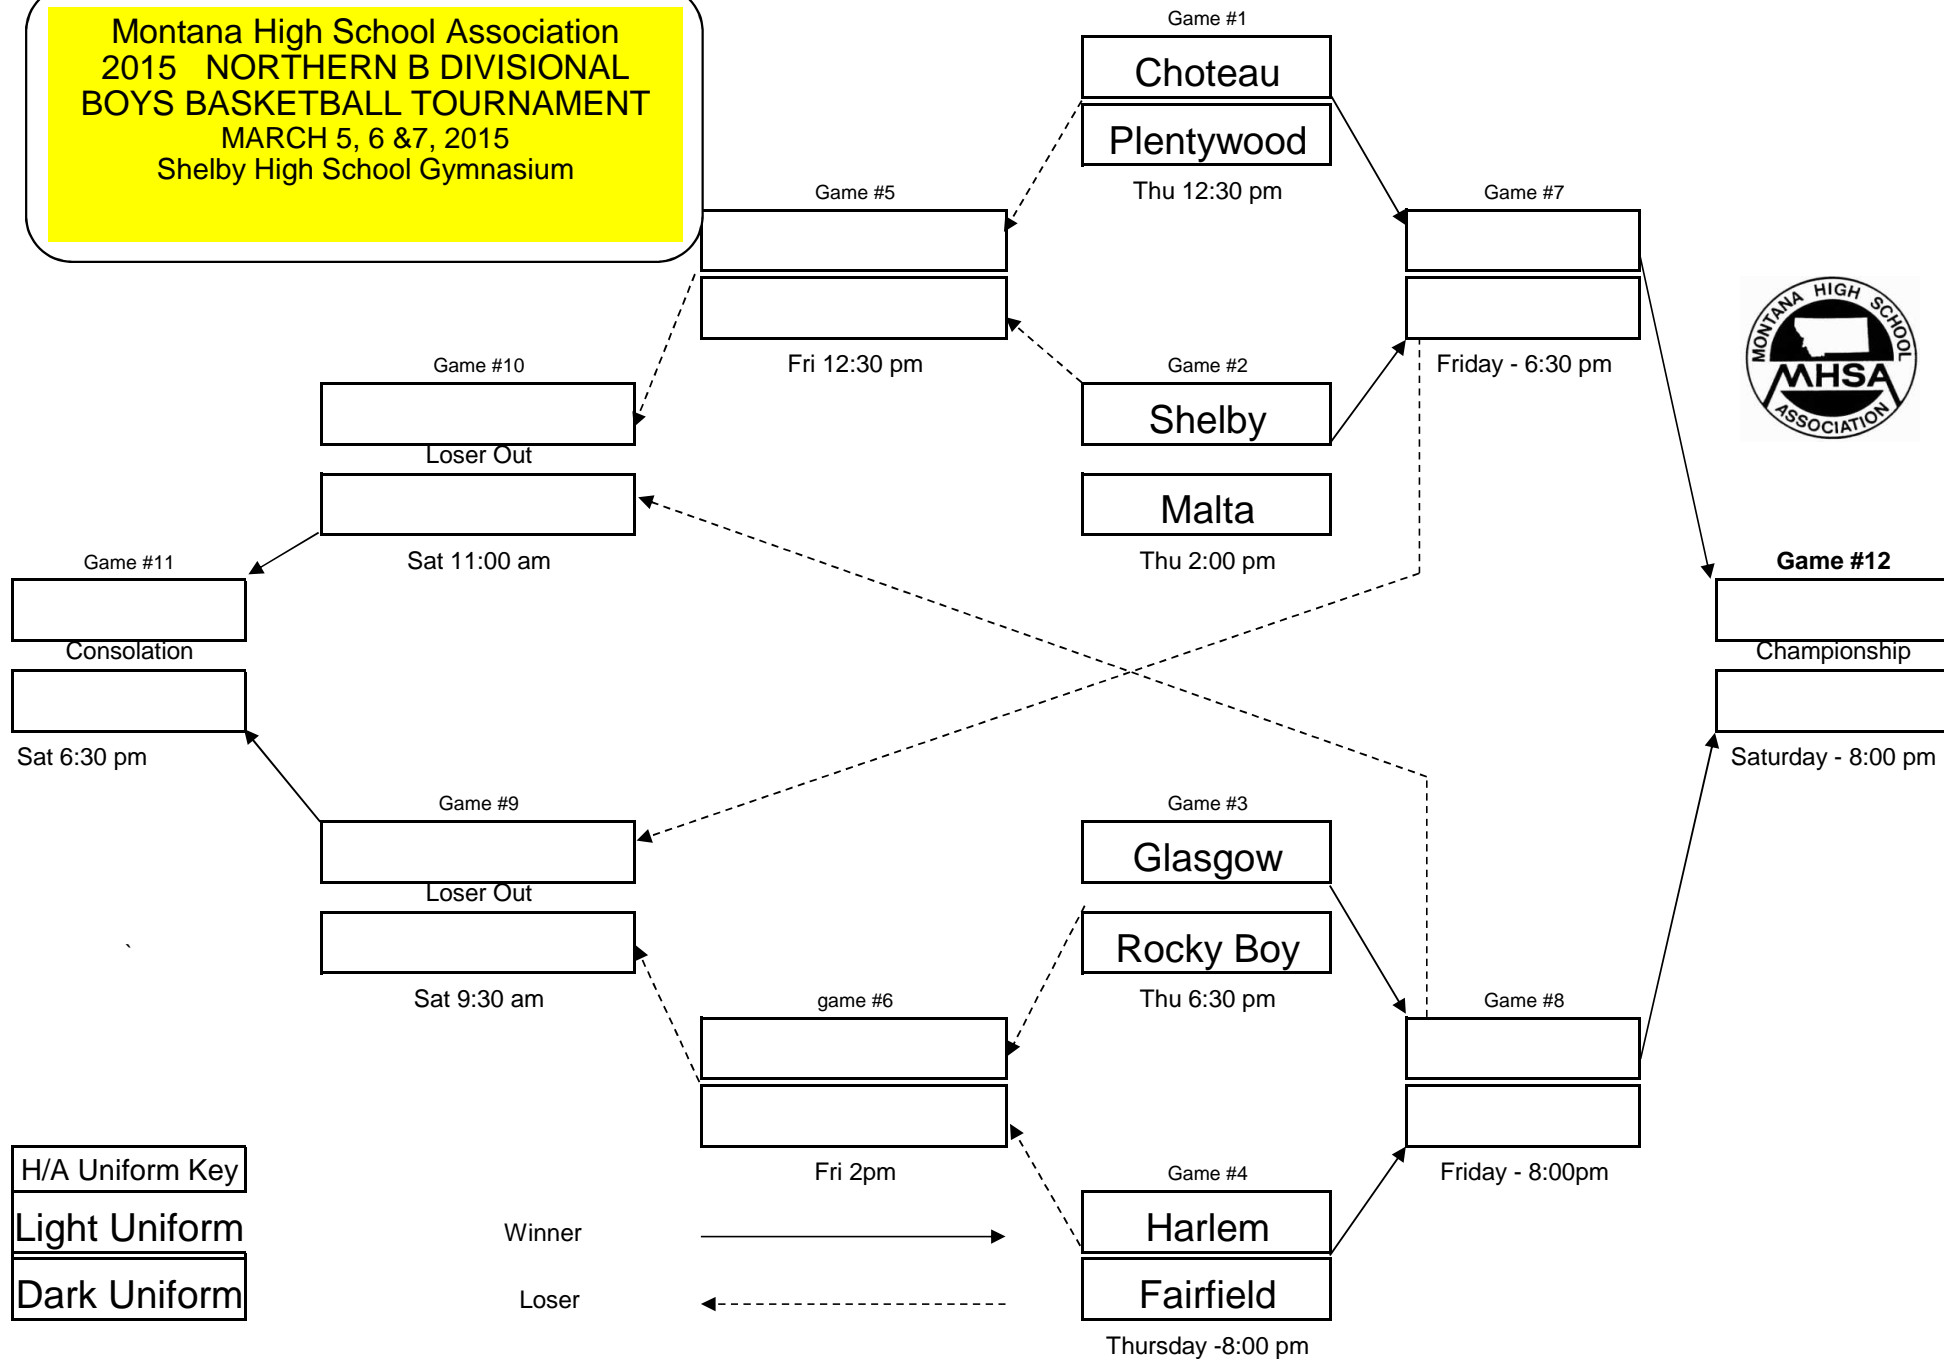 Montana High School Association
2015 NORTHERN B DIVISIONAL
BOYS BASKETBALL TOURNAMENT
MARCH 5, 6 &7, 2015
Shelby High School Gymnasium
Game #1
Choteau
Plentywood
Thu 12:30 pm
Game #5
Fri 12:30 pm
Game #7
Friday - 6:30 pm
MONTANA HIGH SCHOOL
MHSA
ASSOCIATION
Game #10
Loser Out
Sat 11:00 am
Game #2
Shelby
Malta
Thu 2:00 pm
Game #11
Consolation
Sat 6:30 pm
Game #12
Championship
Saturday - 8:00 pm
Game #9
Loser Out
Sat 9:30 am
Game #3
Glasgow
Rocky Boy
Thu 6:30 pm
`
game #6
Fri 2pm
Game #8
Friday - 8:00pm
Game #4
Harlem
Fairfield
Thursday -8:00 pm
H/A Uniform Key
Light Uniform
Dark Uniform
Winner
Loser